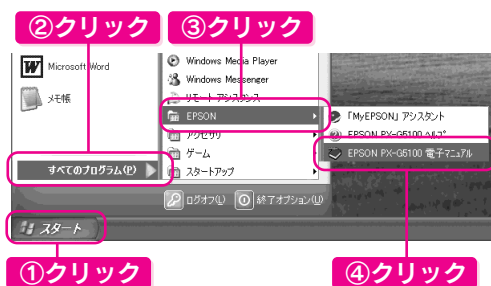 ②クリック
③クリック
Microsoft Word
メモ帳
すべてのプログラム(P)
Windows Media Player
Windows Messenger
リモート アシスタンス
EPSON
アクセサリ
ゲーム
スタートアップ
「MyEPSON」 アシスタント
EPSON PX-G5100 ヘルプ
EPSON PX-G5100 電子マニュアル
ログオフ(L)
終了オプション(U)
スタート
①クリック
④クリック